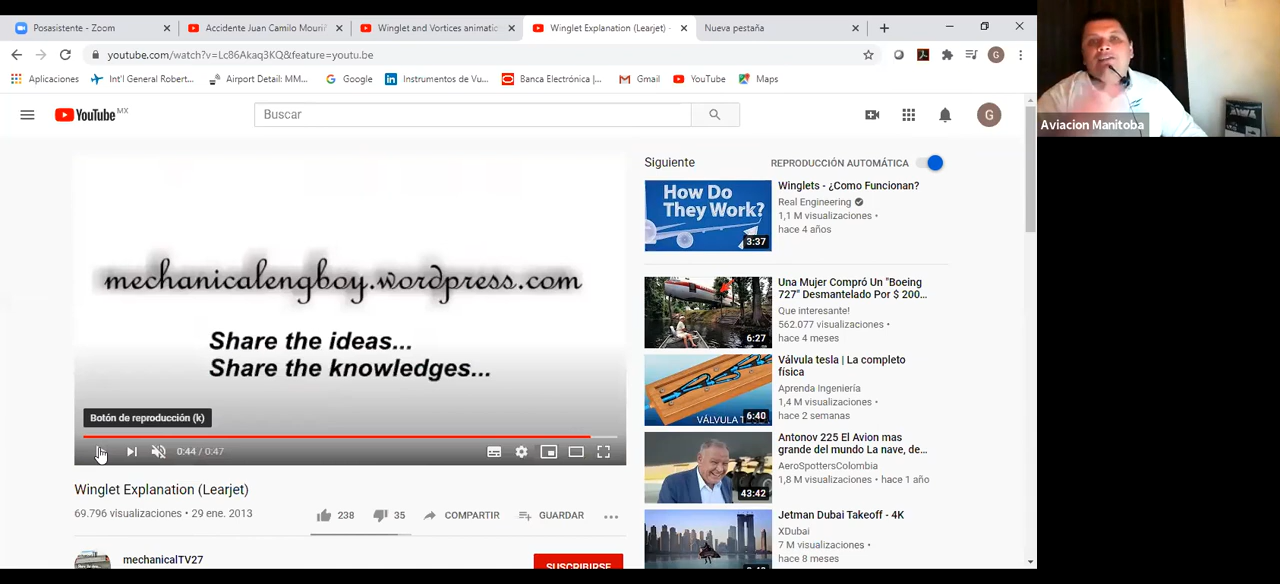 Posasistente - Zoom
Accidente Juan Camilo Mouriñ
Winglet and Vortices animatic
Winglet Explanation (Learjet) -
Nueva pestaña
youtube.com/watch?v=Lc86Akaq3KQ&feature=youtu.be
Aplicaciones
Int'l General Robert...
Airport Detail: MM...
Google
Instrumentos de Vu...
Banca Electrónica |...
Gmail
YouTube
Maps
YouTube MX
Buscar
G
mechanicalengboy.wordpress.com
Share the ideas...
Share the knowledges...
Botón de reproducción (k)
0:44 / 0:47
Winglet Explanation (Learjet)
69.796 visualizaciones • 29 ene. 2013
238
35
COMPARTIR
GUARDAR
mechanicalTV27
SUSCRIBIRSE
Siguiente
REPRODUCCIÓN AUTOMÁTICA
How Do
They Work?
3:37
Winglets - ¿Como Funcionan?
Real Engineering
1,1 M visualizaciones •
hace 4 años
6:27
Una Mujer Compró Un "Boeing
727" Desmantelado Por $ 200...
Que interesante!
562.077 visualizaciones •
hace 4 meses
VÁLVULA
6:40
Válvula tesla | La completo
física
Aprenda Ingeniería
1,4 M visualizaciones •
hace 2 semanas
43:42
Antonov 225 El Avion mas
grande del mundo La nave, de...
AeroSpottersColombia
1,8 M visualizaciones • hace 1 año
Jetman Dubai Takeoff - 4K
XDubai
7 M visualizaciones •
hace 8 meses
Aviacion Manitoba